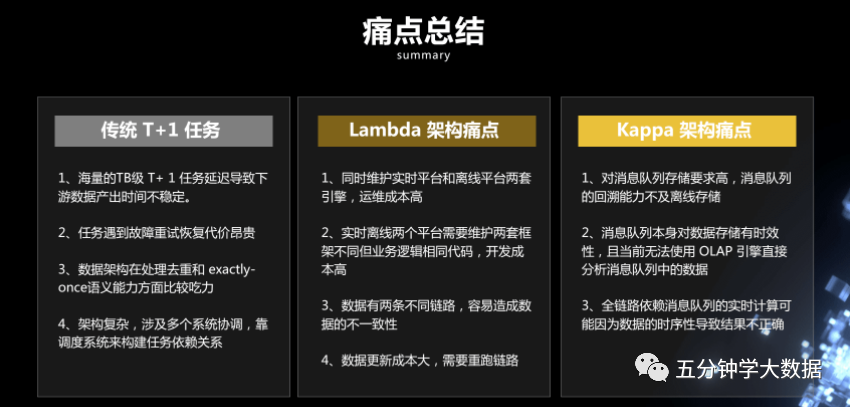 痛点总结
summary
传统 T+1 任务
1、海量的TB级 T+ 1 任务延迟导致下
游数据产出时间不稳定。
2、任务遇到故障重试恢复代价昂贵
3、数据架构在处理去重和 exactly-
once语义能力方面比较吃力
4、架构复杂，涉及多个系统协调，靠
调度系统来构建任务依赖关系
Lambda 架构痛点
1、同时维护实时平台和离线平台两套
引擎，运维成本高
2、实时离线两个平台需要维护两套框
架不同但业务逻辑相同代码，开发成
本高
3、数据有两条不同链路，容易造成数
据的不一致性
4、数据更新成本大，需要重跑链路
Kappa 架构痛点
1、对消息队列存储要求高，消息队列
的回溯能力不及离线存储
2、消息队列本身对数据存储有时效
性，且当前无法使用 OLAP 引擎直接
分析消息队列中的数据
3、全链路依赖消息队列的实时计算可
能因为数据的时序性导致结果不正确
五分钟学大数据